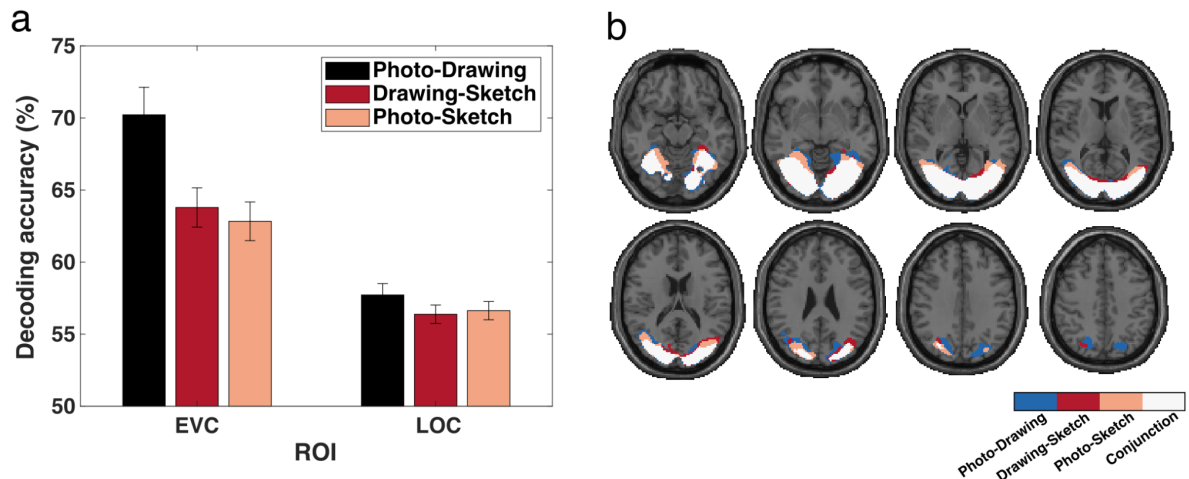 a
75
70
65
60
55
50
Decoding accuracy (%)
Photo-Drawing
Drawing-Sketch
Photo-Sketch
EVC
LOC
ROI
b
Photo-Drawing
Drawing-Sketch
Photo-Sketch
Conjunction